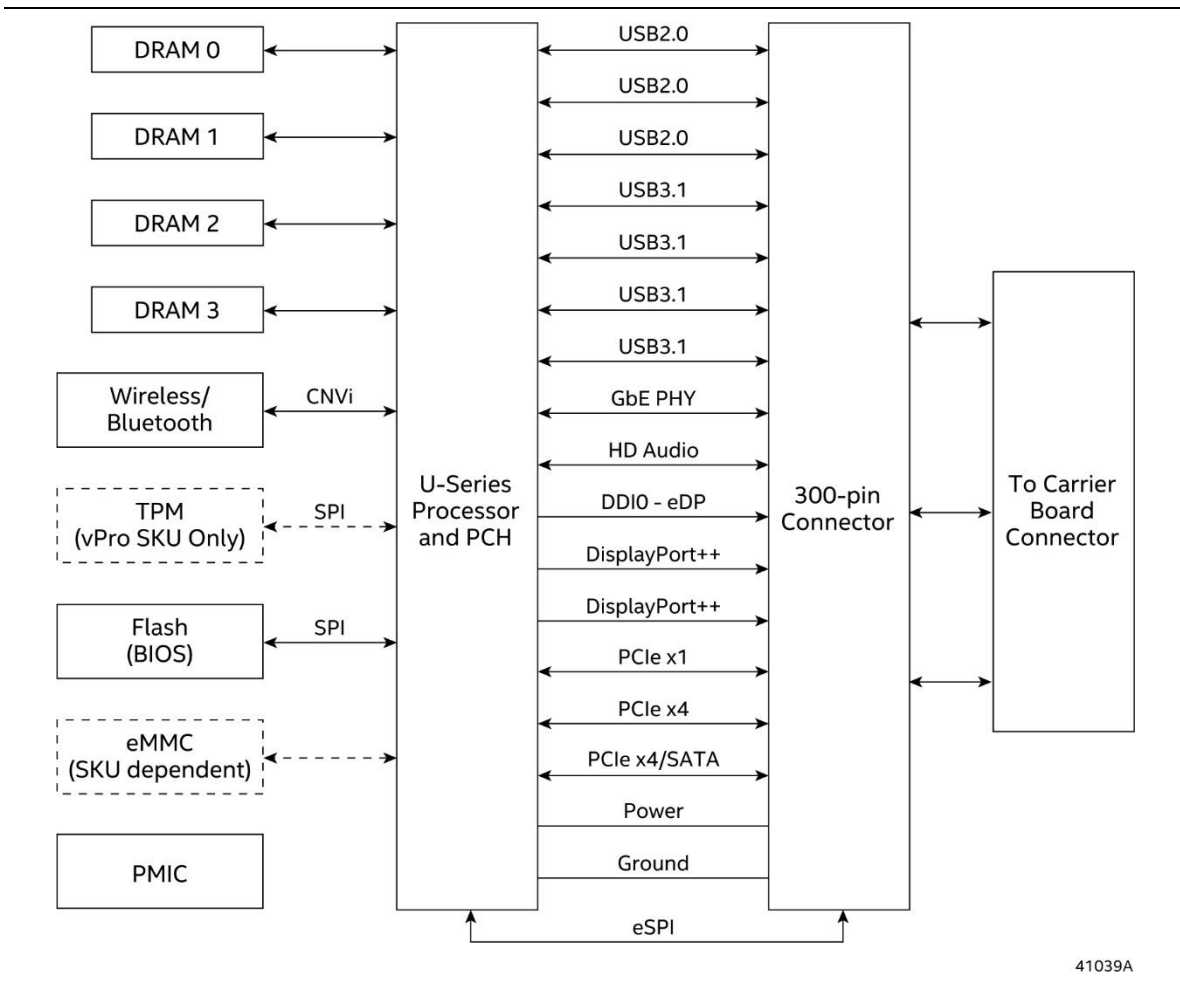 DRAM 0
DRAM 1
DRAM 2
DRAM 3
Wireless/
Bluetooth
CNVi
TPM
(vPro SKU Only)
SPI
Flash
(BIOS)
SPI
eMMC
(SKU dependent)
PMIC
U-Series
Processor
and PCH
USB2.0
USB2.0
USB2.0
USB3.1
USB3.1
USB3.1
USB3.1
GbE PHY
HD Audio
DDI0 - eDP
DisplayPort++
DisplayPort++
PCIe x1
PCIe x4
PCIe x4/SATA
Power
Ground
eSPI
300-pin
Connector
To Carrier
Board
Connector
41039A